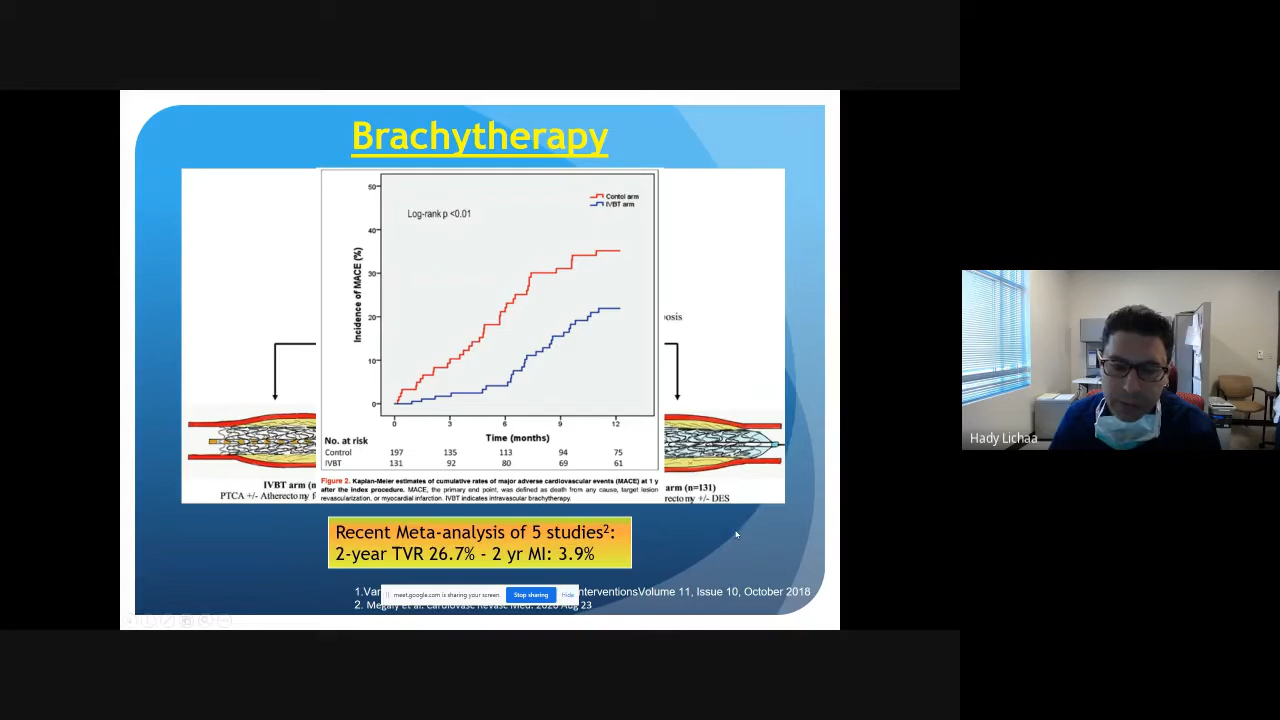 Brachytherapy
50
40
30
20
10
0
Incidence of MACE (%)
Log-rank p <0.01
Contol arm
IVBT arm
0 3 6 9 12
Time (months)
No. at risk
Control 197 135 113 94 75
IVBT 131 92 80 69 61
Figure 2. Kaplan-Meier estimates of cumulative rates of major adverse cardiovascular events (MACE) at 1 y
after the index procedure. MACE, the primary end point, was defined as death from any cause, target lesion
revascularization, or myocardial infarction. IVBT indicates intravascular brachytherapy.
osis
IVBT arm (n
PTCA +/- Atherectomy f
arm (n=131)
rectomy +/- DES
Recent Meta-analysis of 5 studies²:
2-year TVR 26.7% - 2 yr MI: 3.9%
1.Var nterventionsVolume 11, Issue 10, October 2018
2. Megaly et al. Cardiovasc Revasc Med. 2020 Aug 23
meet.google.com is sharing your screen. Stop sharing Hide
Hady Lichaa